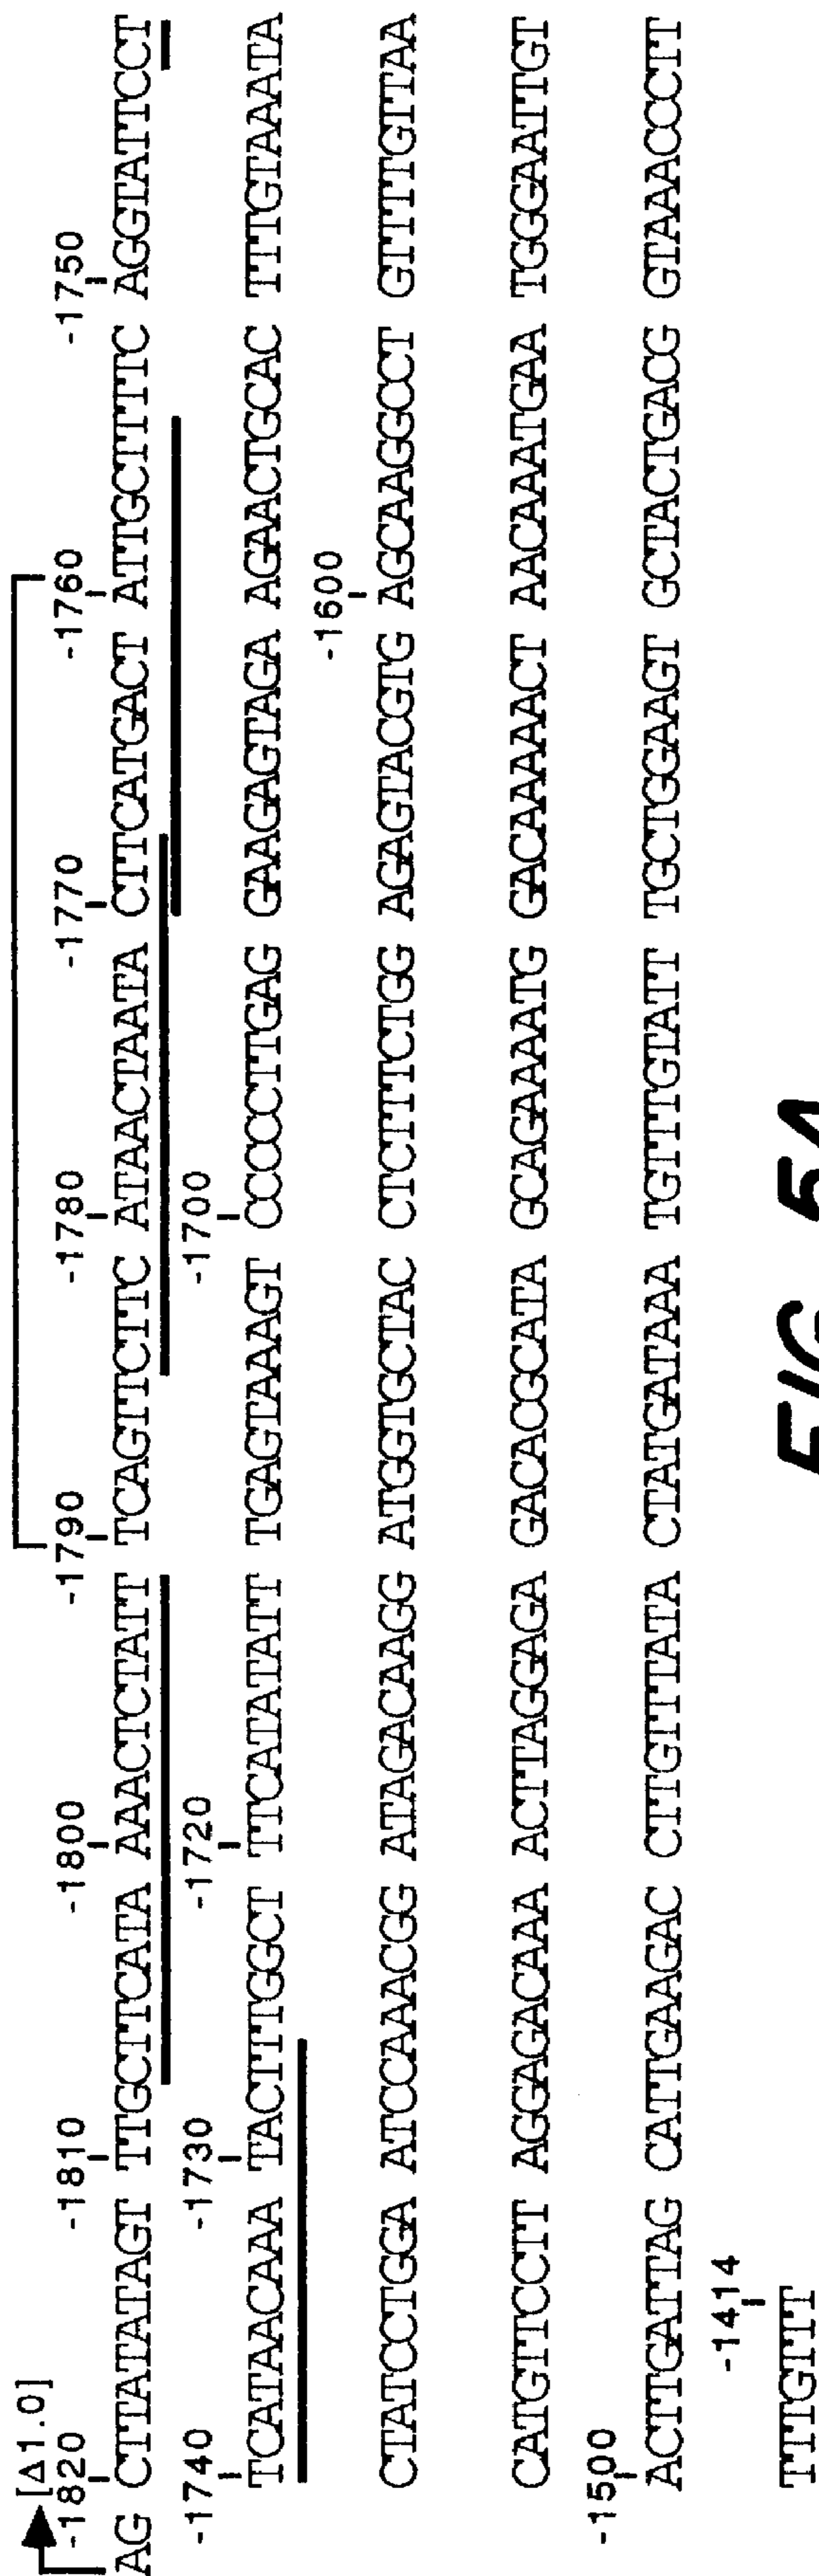 [Δ1.0]
-1820 -1810 -1800 -1790 -1780 -1770 -1760 -1750
AG CTTATATAGT TTGCTTCATA AAACTCTATT TCAGTTCTTC ATAACTAATA CTTCATGACT ATTGCTTTTC AGGTATTCCT
-1740 -1730 -1720 -1700
TCATAACAAA TACTTTGGCT TTCATATATT TGAGTAAAGT CCCCCTTGAG GAAGAGTAGA AGAACTGCAC TTTGTAAATA
-1600
CTATCCTGGA ATCCAAACGG ATAGACAAGG ATGGTGCTAC CTCTTTCTGG AGAGTACGTG AGCAAGGCCT GTTTTGTTAA
CATGTTCCTT AGGAGACAAA ACTTAGGAGA GACACGCATA GCAGAAAATG GACAAAAACT AACAAATGAA TGGGAATTGT
-1500
ACTTGATTAG CATTGAAGAC CTTGTTTATA CTATGATAAA TGTTTGTATT TGCTGGAAGT GCTACTGACG GTAAACCCTT
-1414
TTTGTTT
FIG. 5A